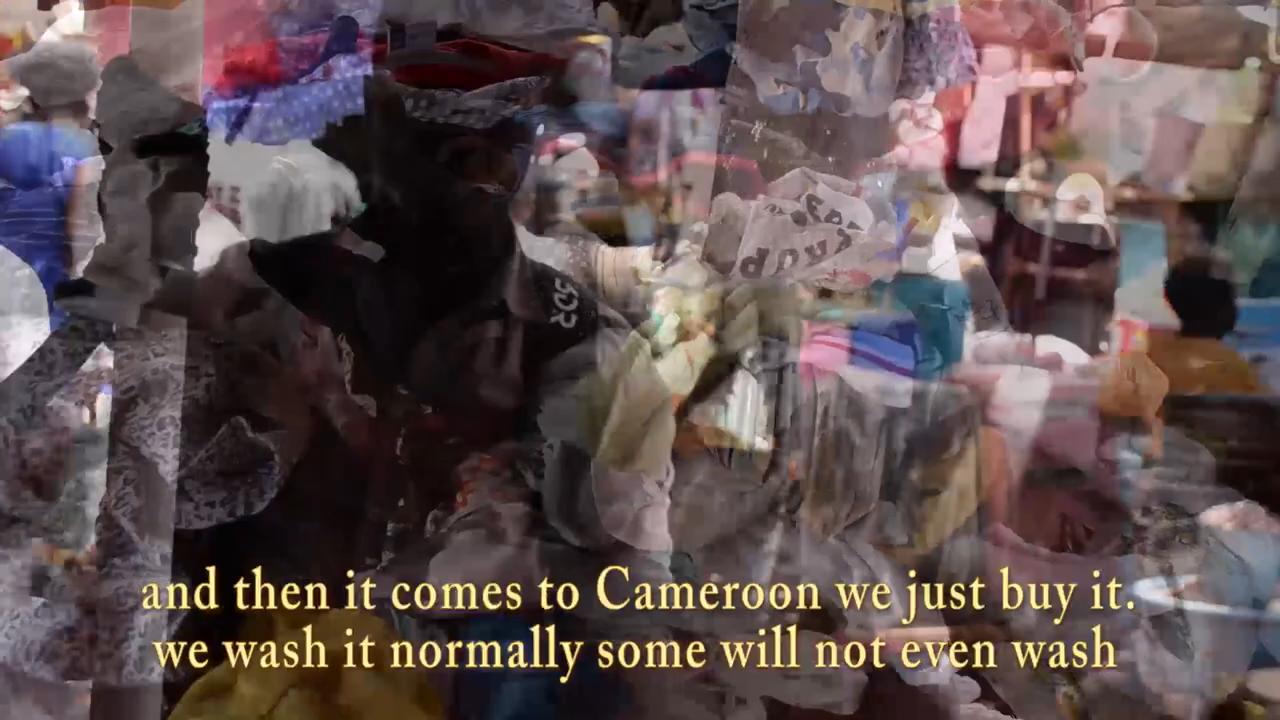 and then it comes to Cameroon we just buy it.
we wash it normally some will not even wash